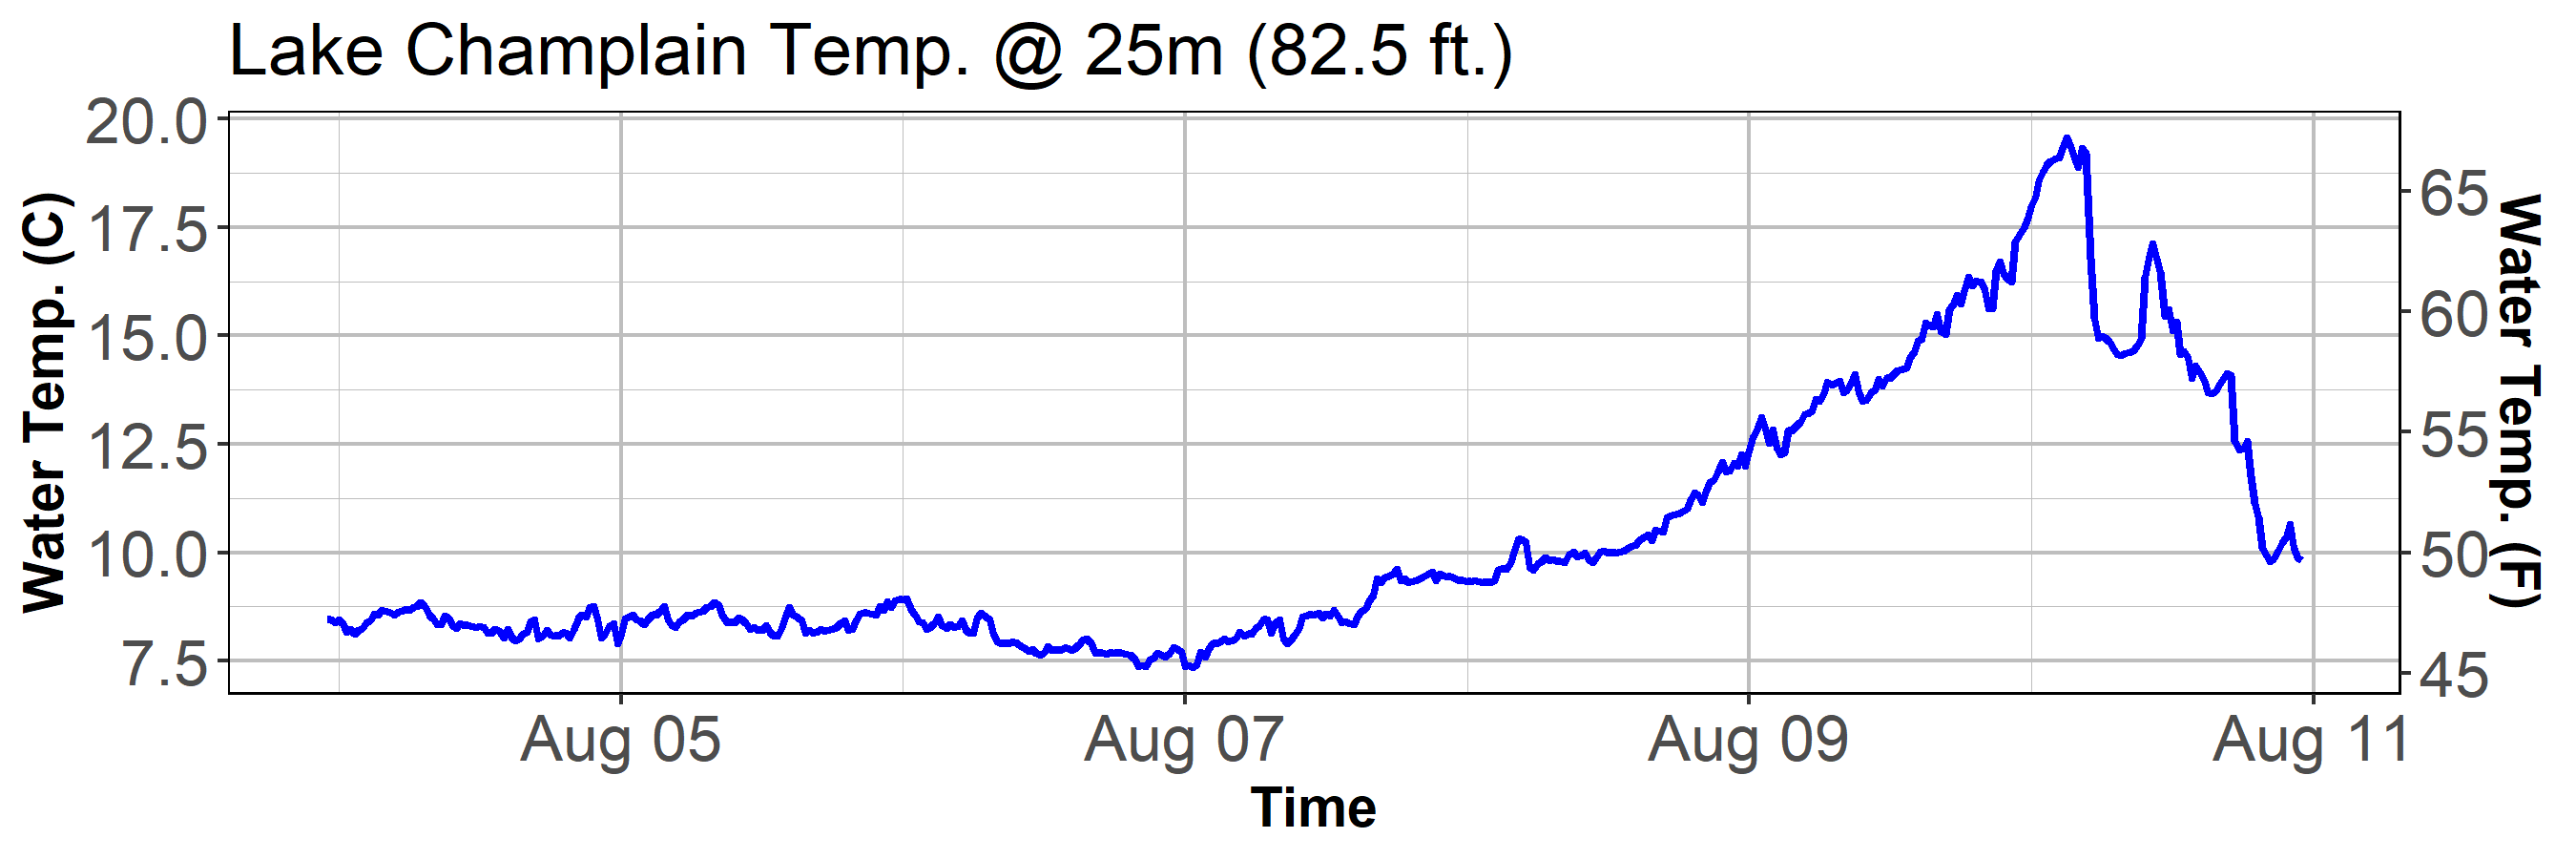 Lake Champlain Temp. @ 25m (82.5 ft.)
Water Temp. (C)
20.0
17.5
15.0
12.5
10.0
7.5
65
60
55
50
45
Water Temp. (F)
Aug 05
Aug 07
Aug 09
Aug 11
Time